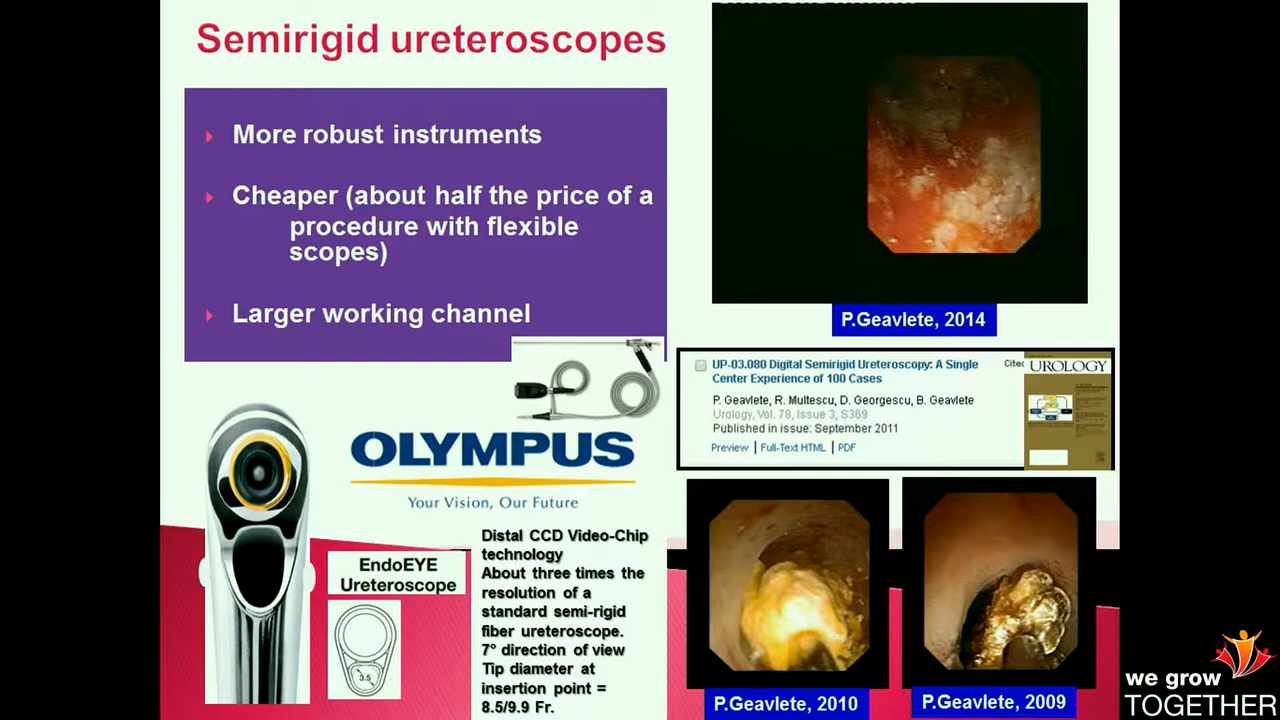 Semirigid ureteroscopes
More robust instruments
Cheaper (about half the price of a
procedure with flexible
scopes)
Larger working channel
P.Geavlete, 2014
UP-03.080 Digital Semirigid Ureteroscopy: A Single
Center Experience of 100 Cases
P. Geavlete, R. Multescu, D. Georgescu, B. Geavlete
Urology, Vol. 78, Issue 3, S369
Published in issue: September 2011
Preview | Full-Text HTML | PDF
UROLOGY
OLYMPUS
Your Vision, Our Future
EndoEYE
Ureteroscope
3.5
Distal CCD Video-Chip
technology
About three times the
resolution of a
standard semi-rigid
fiber ureteroscope.
7° direction of view
Tip diameter at
insertion point =
8.5/9.9 Fr.
P.Geavlete, 2010
P.Geavlete, 2009
we grow
TOGETHER